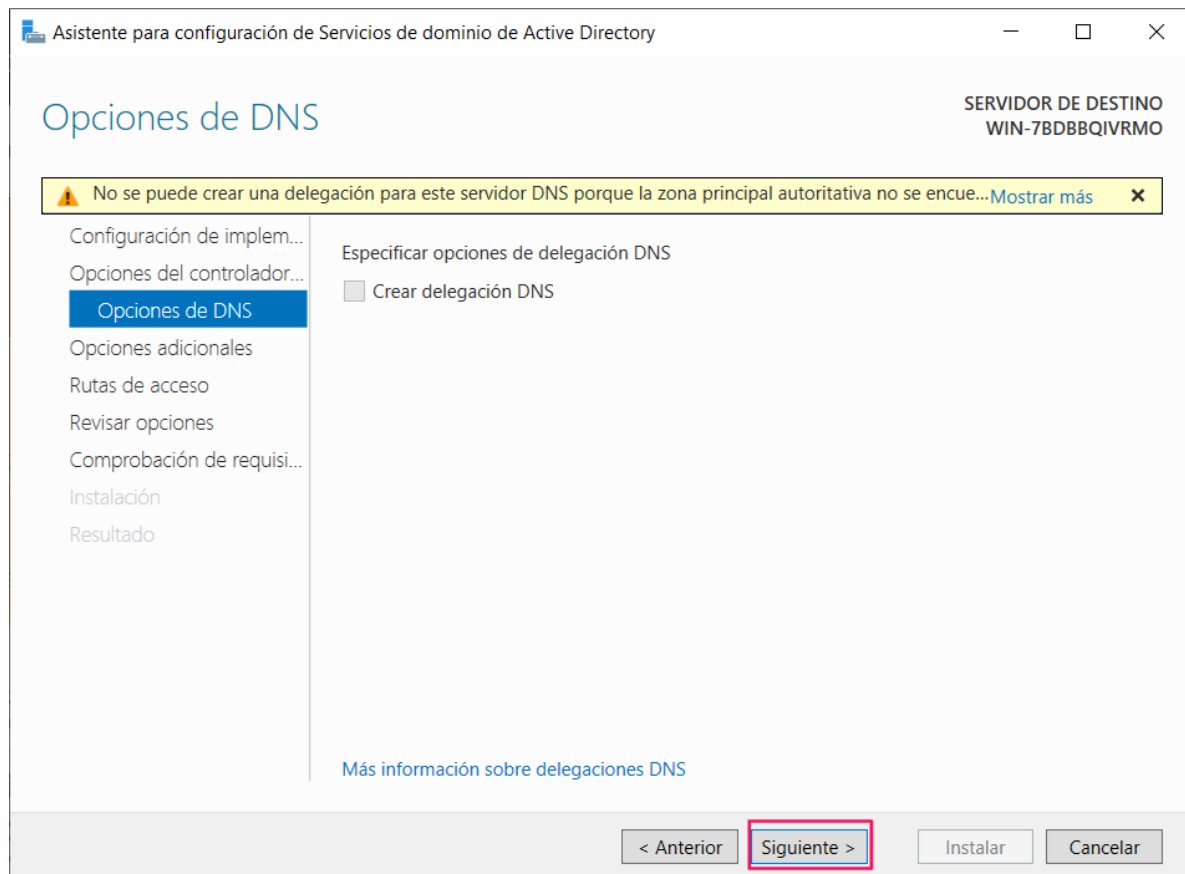 Asistente para configuración de Servicios de dominio de Active Directory
Opciones de DNS
SERVIDOR DE DESTINO
WIN-7BDBBQIVRMO
No se puede crear una delegación para este servidor DNS porque la zona principal autoritativa no se encue... Mostrar más
Configuración de implem...
Opciones del controlador...
Opciones de DNS
Opciones adicionales
Rutas de acceso
Revisar opciones
Comprobación de requisi...
Instalación
Resultado
Especificar opciones de delegación DNS
Crear delegación DNS
Más información sobre delegaciones DNS
< Anterior
Siguiente >
Instalar
Cancelar